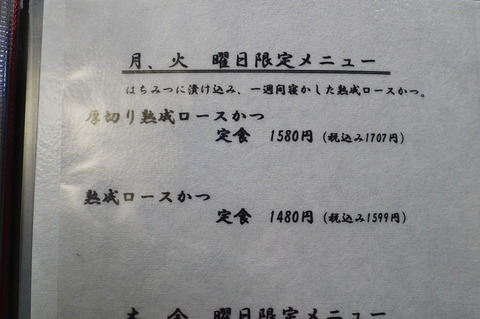 月、火　曜日限定メニュー
はちみつに漬け込み、一週間寝かした熟成ロースかつ。
厚切り熟成ロースかつ
定食　1580円（税込み1707円）
熟成ロースかつ
定食　1480円（税込み1599円）
木　金　曜日限定メニュー